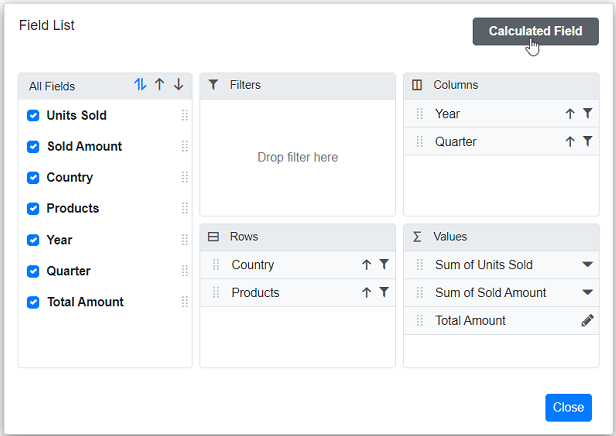 Field List
Calculated Field
All Fields
Units Sold
Sold Amount
Country
Products
Year
Quarter
Total Amount
Filters
Drop filter here
Columns
Year
Quarter
Rows
Country
Products
Values
Sum of Units Sold
Sum of Sold Amount
Total Amount
Close